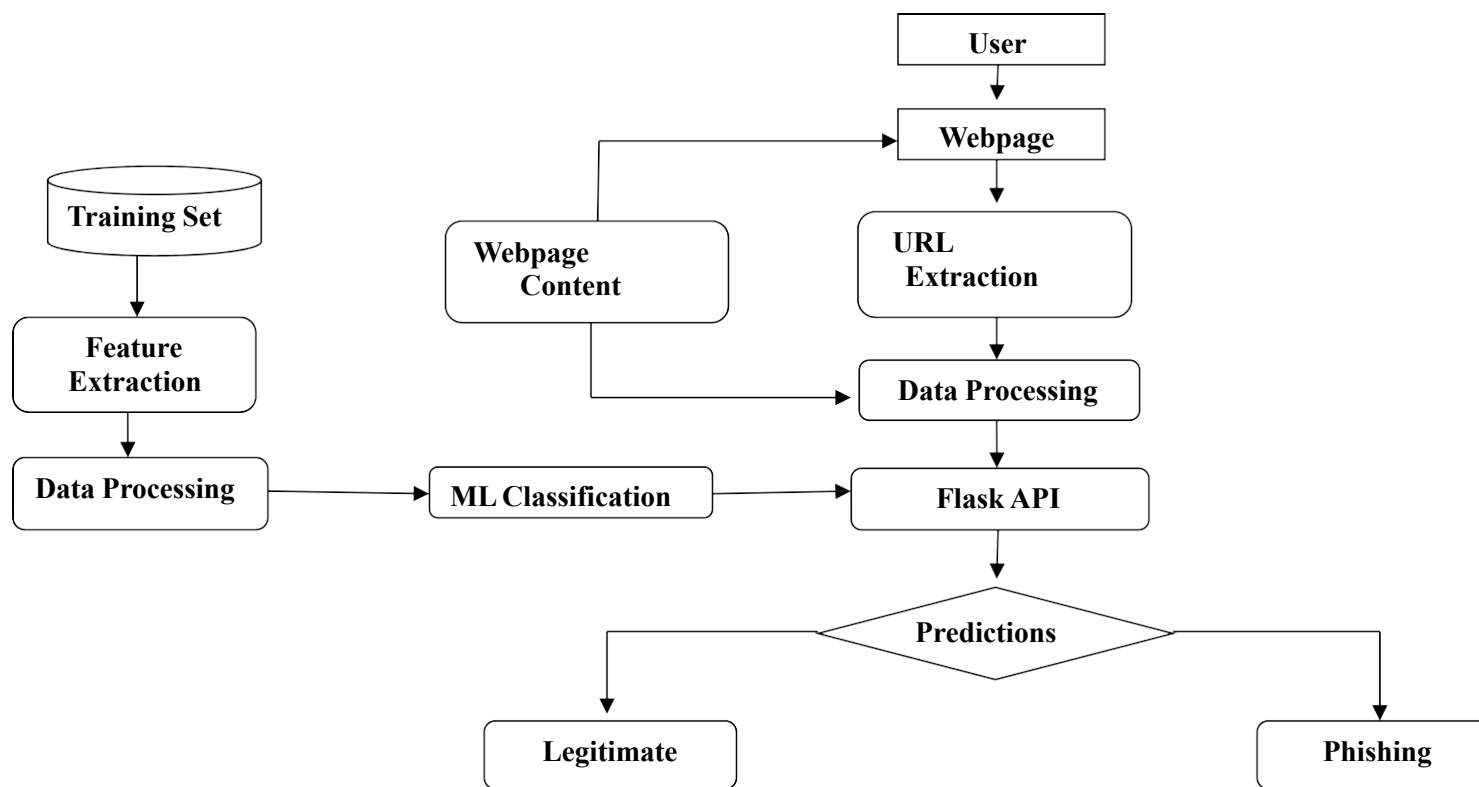 User
Webpage
Training Set
Webpage
Content
URL
Extraction
Feature
Extraction
Data Processing
Data Processing
ML Classification
Flask API
Predictions
Legitimate
Phishing